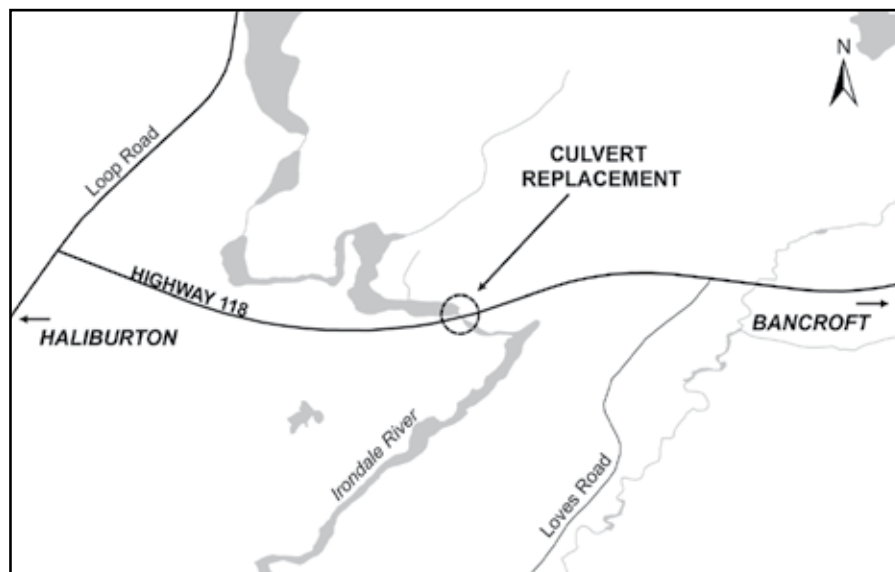 N
Loop Road
CULVERT
REPLACEMENT
HIGHWAY 118
HALIBURTON
BANCROFT
Irondale River
Loves Road